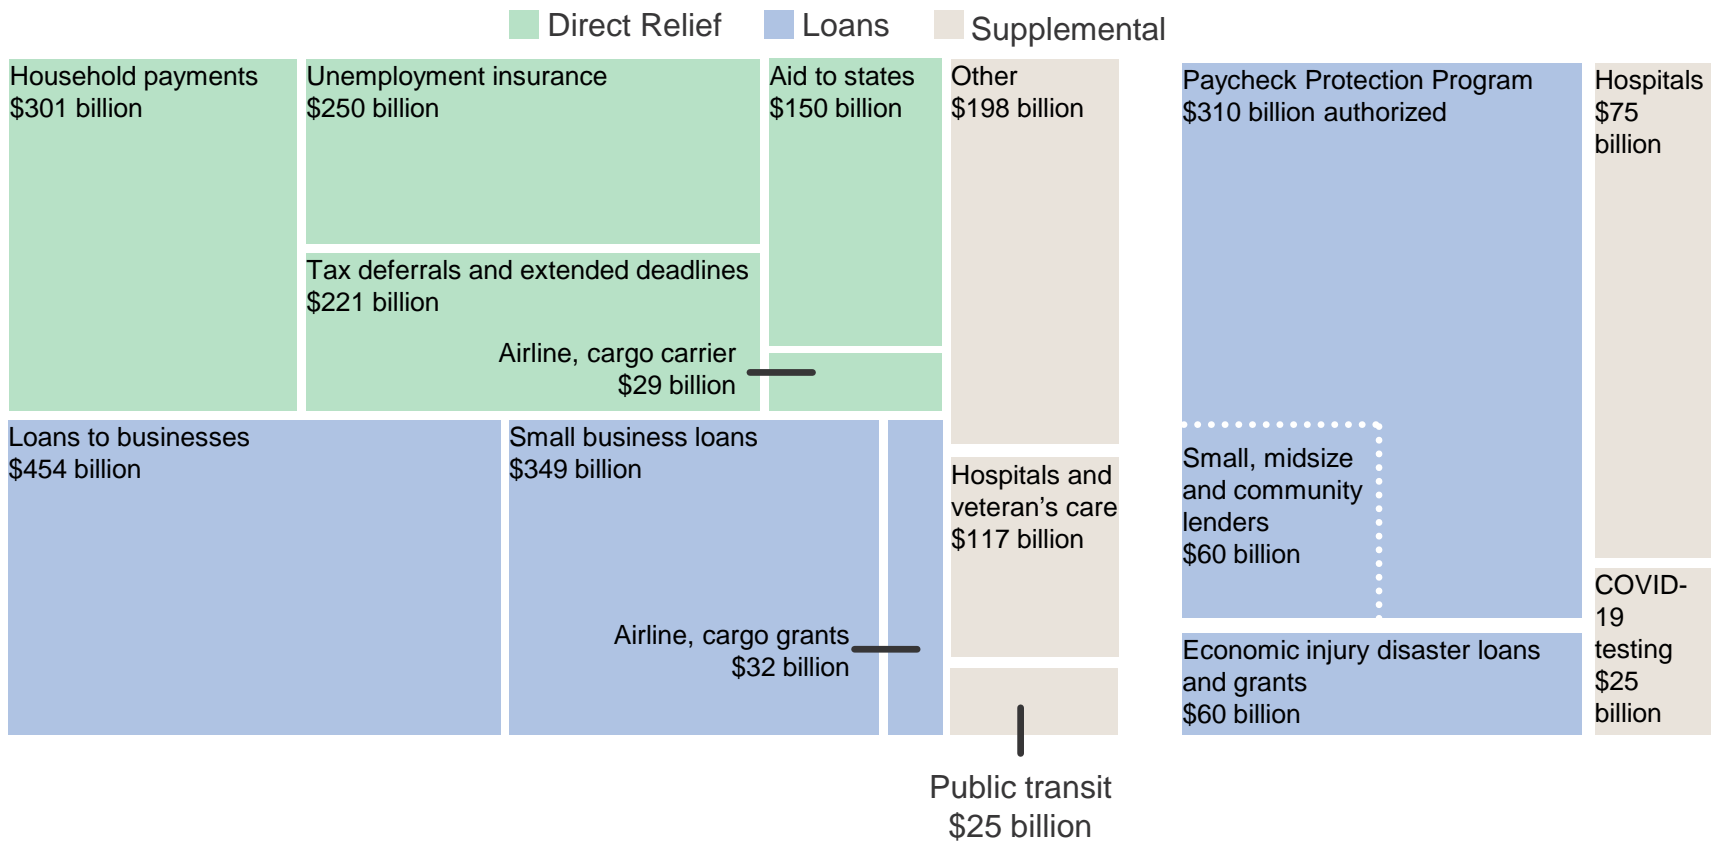 Direct Relief
Loans
Supplemental
Household payments
$301 billion
Unemployment insurance
$250 billion
Aid to states
$150 billion
Other
$198 billion
Tax deferrals and extended deadlines
$221 billion
Airline, cargo carrier
$29 billion
Loans to businesses
$454 billion
Small business loans
$349 billion
Airline, cargo grants
$32 billion
Hospitals and
veteran’s care
$117 billion
Public transit
$25 billion
Paycheck Protection Program
$310 billion authorized
Small, midsize
and community
lenders
$60 billion
Economic injury disaster loans
and grants
$60 billion
Hospitals
$75
billion
COVID-
19
testing
$25
billion